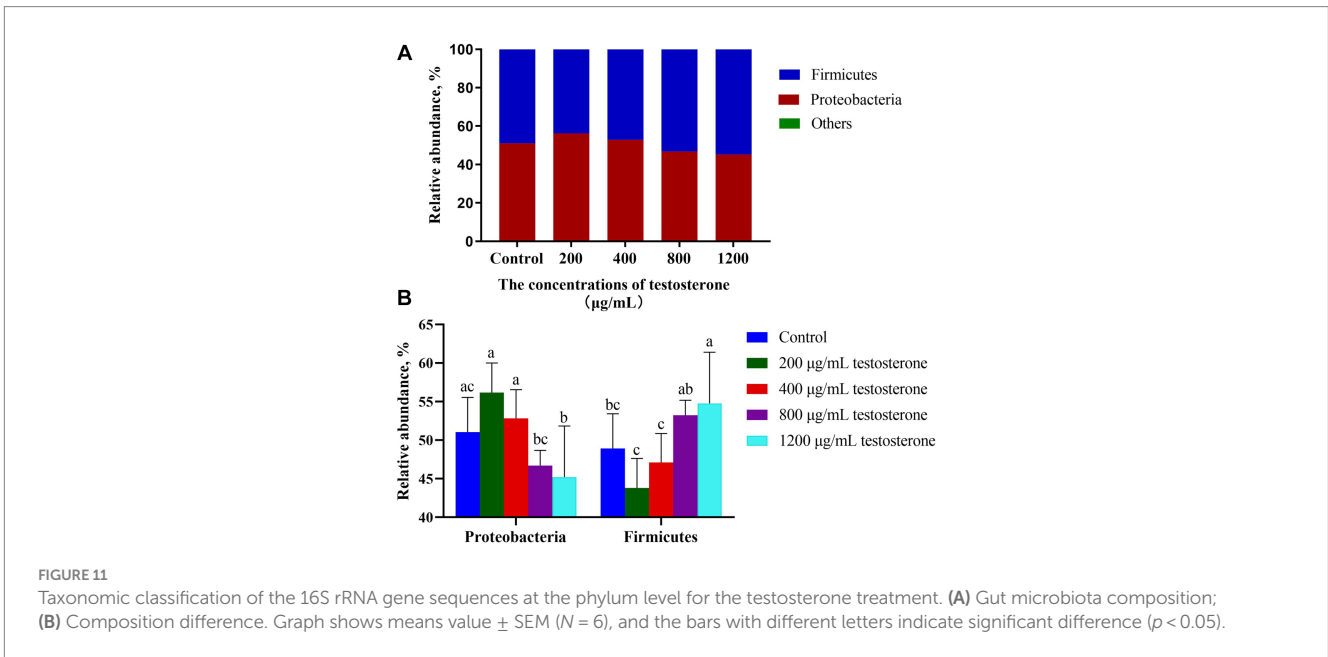 A
100
80
60
40
20
0
Relative abundance, %
Control 200 400 800 1200
The concentrations of testosterone
(μg/mL)
Firmicutes
Proteobacteria
Others
B
65
60
55
50
45
40
Relative abundance, %
ac a a bc b
bc c c ab a
Proteobacteria Firmicutes
Control
200 μg/mL testosterone
400 μg/mL testosterone
800 μg/mL testosterone
1200 μg/mL testosterone
FIGURE 11
Taxonomic classification of the 16S rRNA gene sequences at the phylum level for the testosterone treatment. (A) Gut microbiota composition;
(B) Composition difference. Graph shows means value ± SEM (N = 6), and the bars with different letters indicate significant difference (p < 0.05).